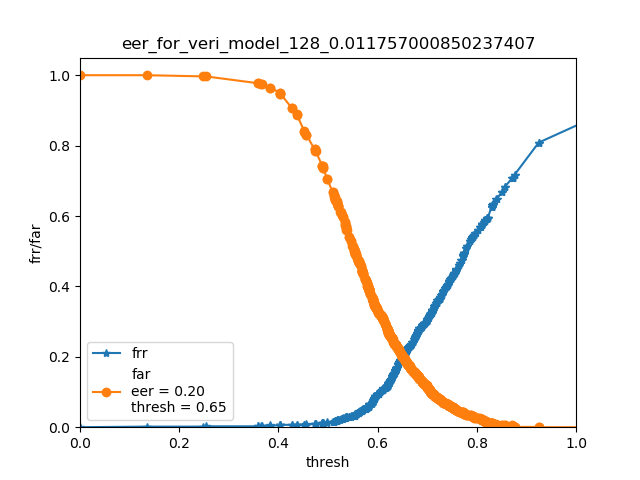 eer_for_veri_model_128_0.011757000850237407
1.0
0.8
0.6
0.4
0.2
0.0
frr/far
frr
far
eer = 0.20
thresh = 0.65
0.0 0.2 0.4 0.6 0.8 1.0
thresh